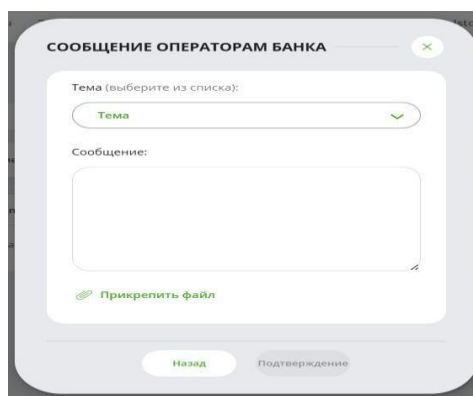 СООБЩЕНИЕ ОПЕРАТОРАМ БАНКА
Тема (выберите из списка):
Тема
Сообщение:
Прикрепить файл
Назад
Подтверждение